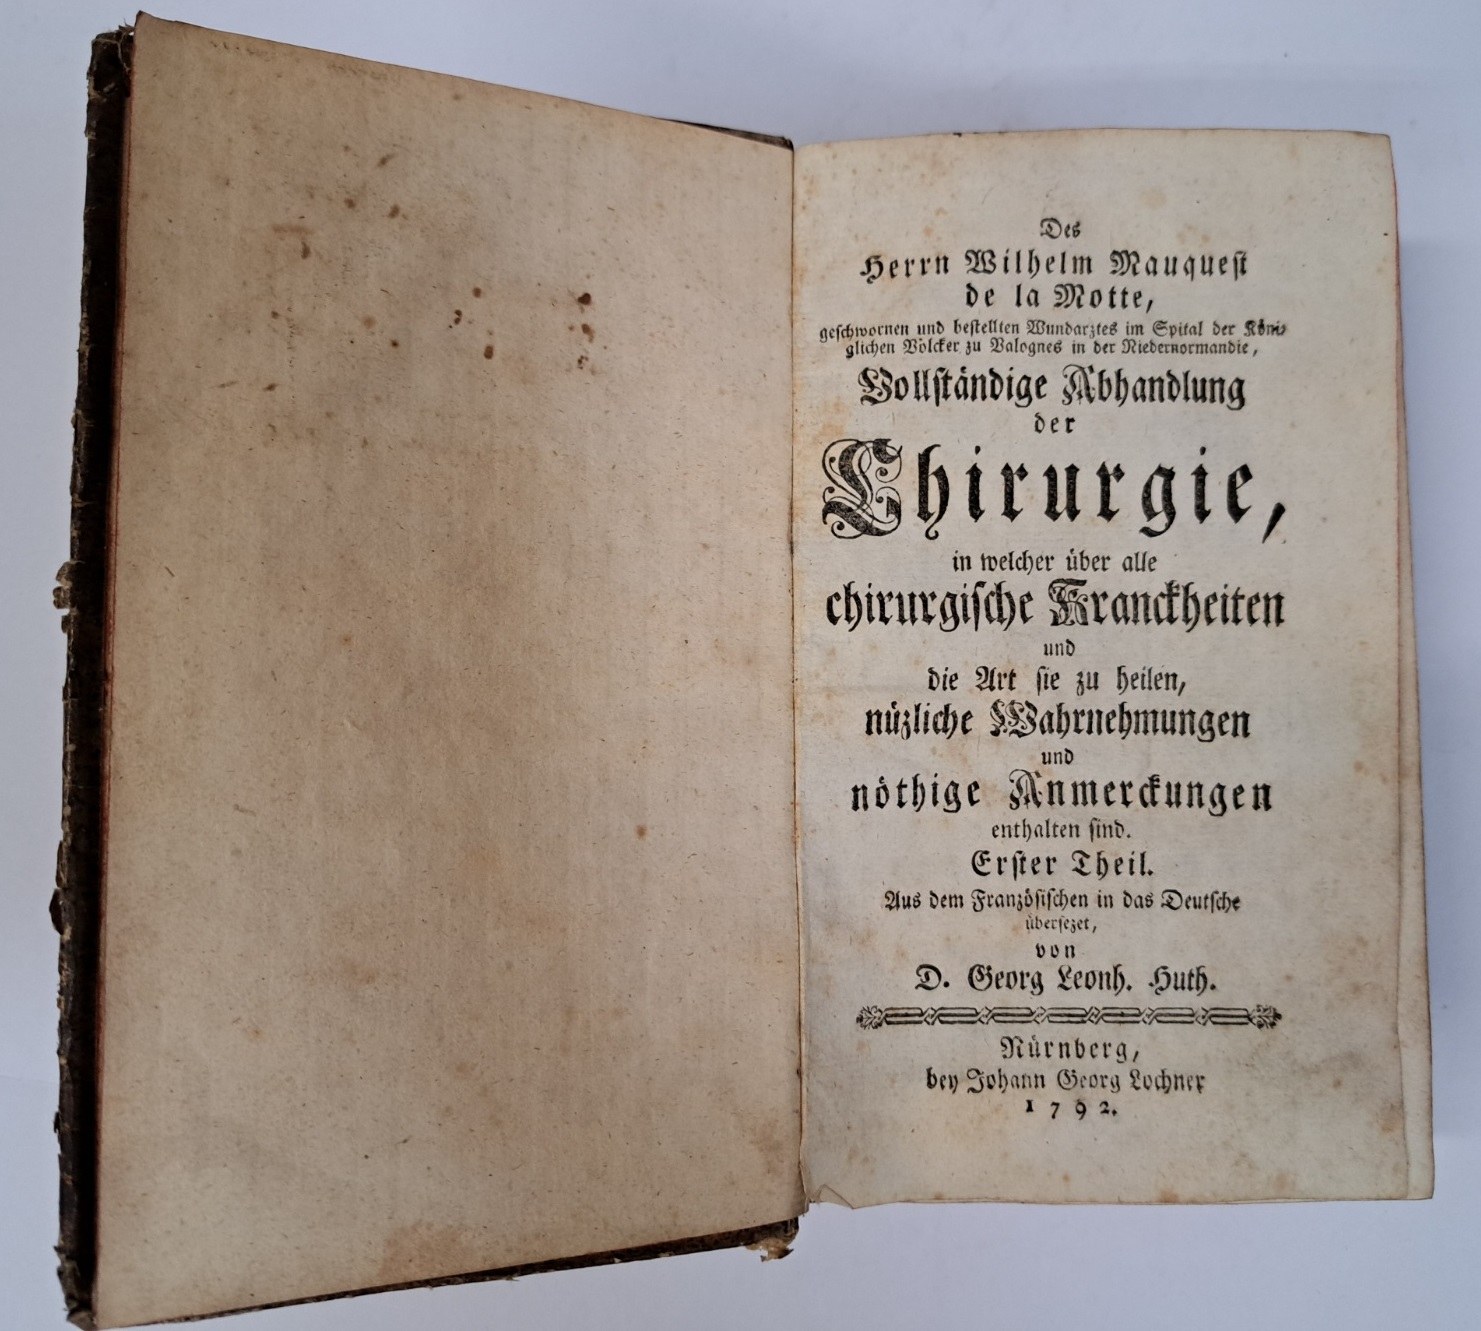 Des
Herrn Wilhelm Mauquest
de la Motte,
geschwornen und bestellten Wundarztes im Spital der Köni-
glichen Völcker zu Valognes in der Niedernormandie,
Vollständige Abhandlung
der
Chirurgie,
in welcher über alle
chirurgische Kranckheiten
und
die Art sie zu heilen,
nüzliche Wahrnehmungen
und
nöthige Anmerckungen
enthalten sind.
Erster Theil.
Aus dem Französischen in das Deutsche
übersezet,
von
D. Georg Leonh. Huth.
Nürnberg,
bey Johann Georg Lochner
1792.